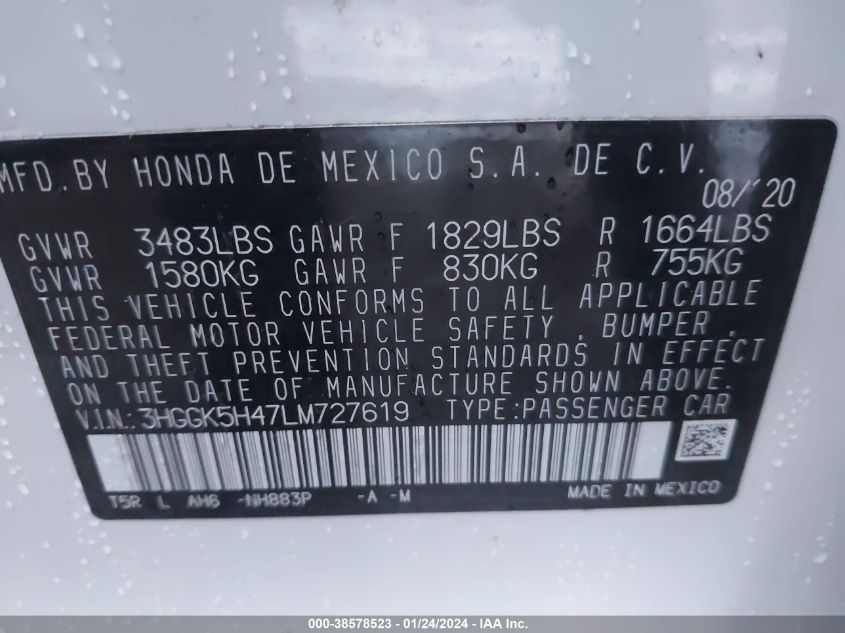 MFD. BY HONDA DE MEXICO S.A. DE C.V.
08/'20
GVWR 3483LBS GAWR F 1829LBS R 1664LBS
GVWR 1580KG GAWR F 830KG R 755KG
THIS VEHICLE CONFORMS TO ALL APPLICABLE
FEDERAL MOTOR VEHICLE SAFETY, BUMPER,
AND THEFT PREVENTION STANDARDS IN EFFECT
ON THE DATE OF MANUFACTURE SHOWN ABOVE.
V.I.N.: 3HGGK5H47LM727619 TYPE:PASSENGER CAR
T5R L AH6 -NH883P -A -M MADE IN MEXICO
000-38578523 - 01/24/2024 - IAA Inc.